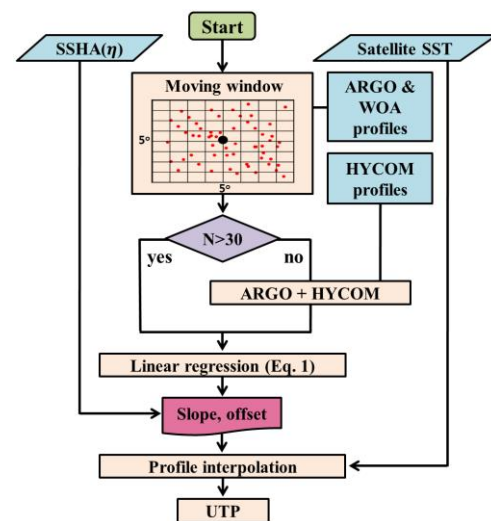 Start
SSHA(η)
Satellite SST
Moving window
5°
5°
ARGO &
WOA
profiles
HYCOM
profiles
N>30
yes
no
ARGO + HYCOM
Linear regression (Eq. 1)
Slope, offset
Profile interpolation
UTP